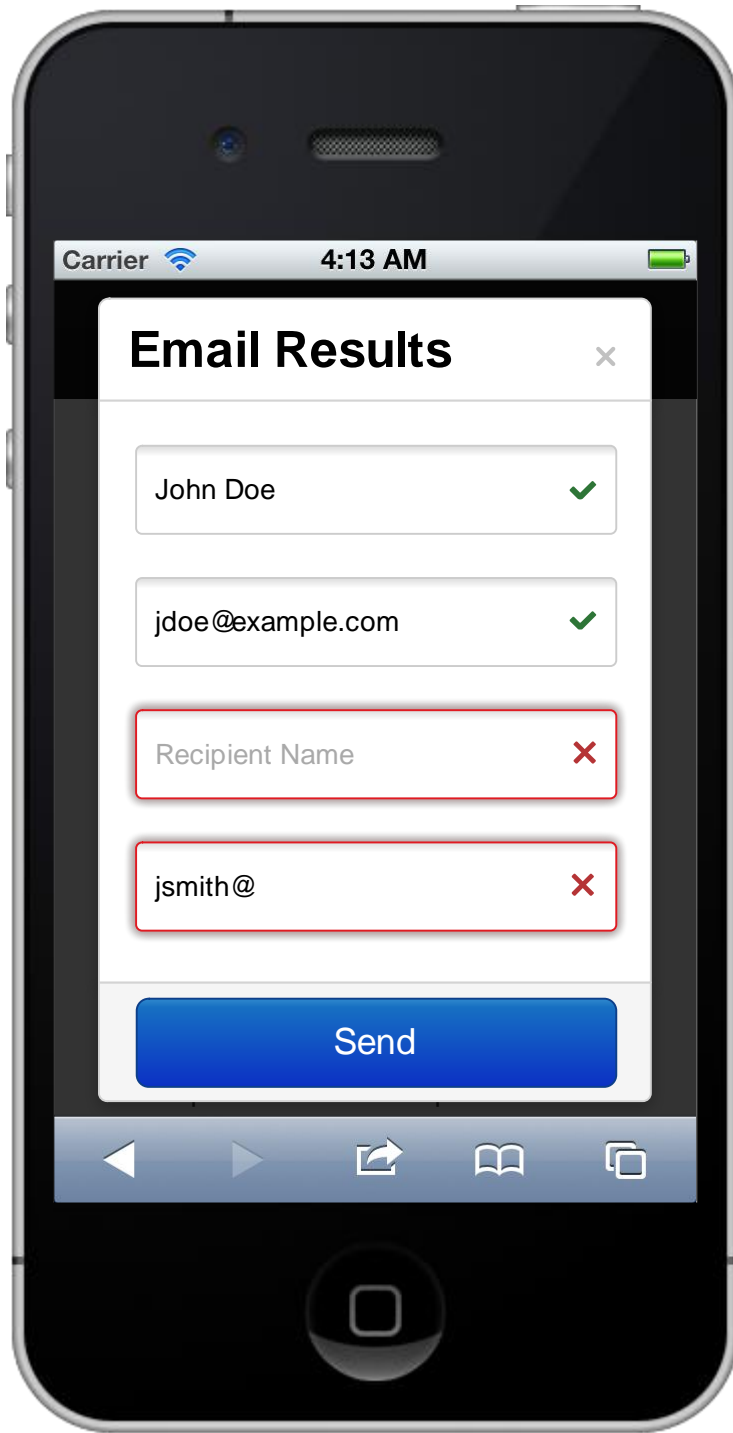 Carrier 4:13 AM
Email Results ×
John Doe
jdoe@example.com
Recipient Name
jsmith@
Send